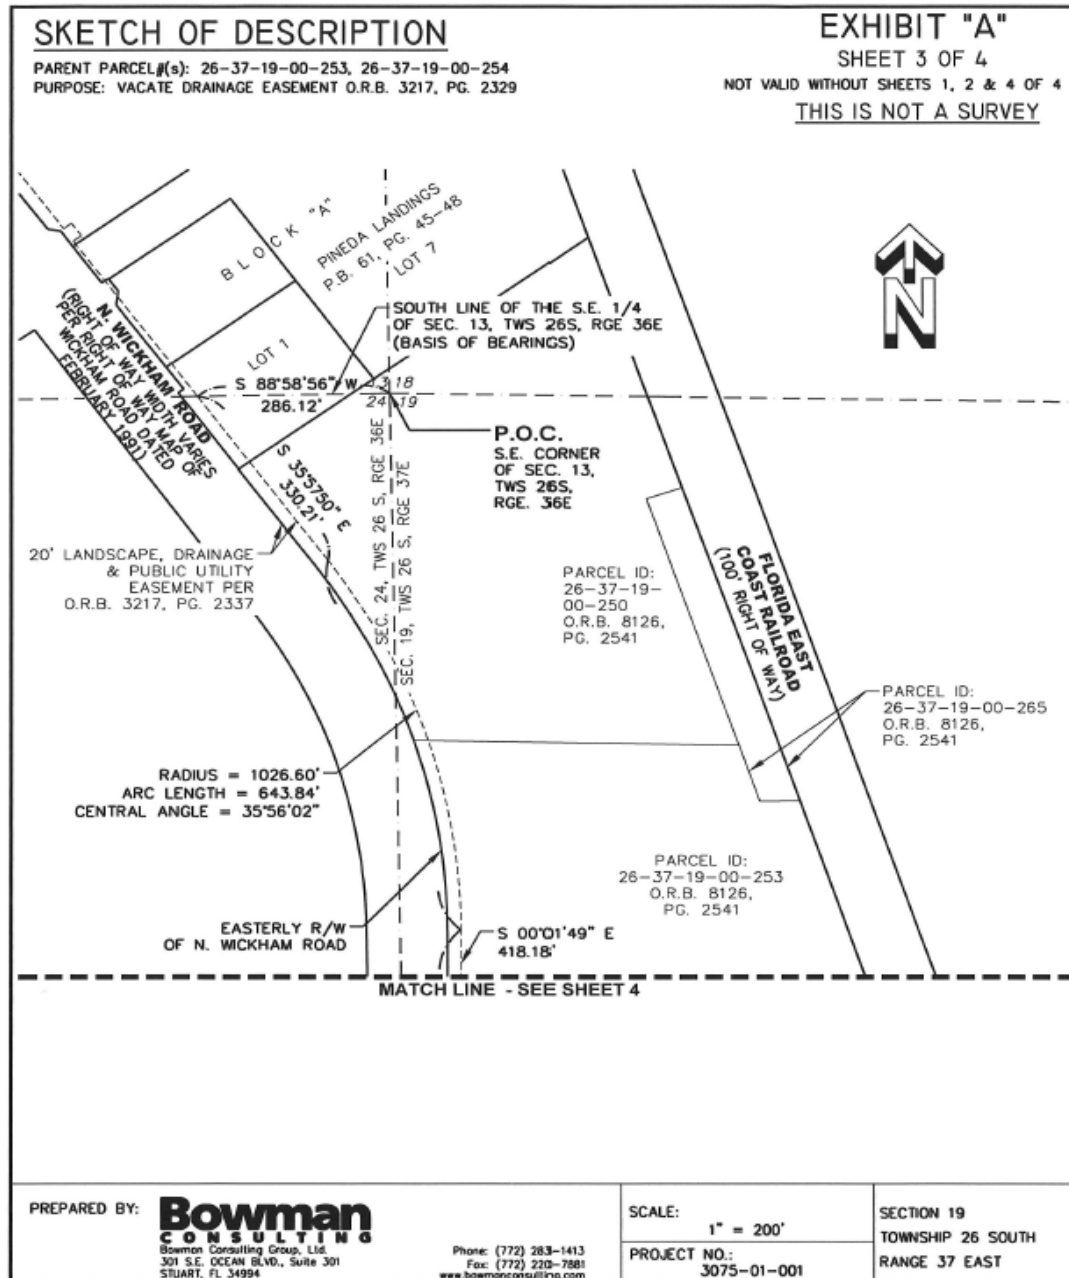 SKETCH OF DESCRIPTION
PARENT PARCEL#(s): 26-37-19-00-253, 26-37-19-00-254
PURPOSE: VACATE DRAINAGE EASEMENT O.R.B. 3217, PG. 2329
EXHIBIT "A"
SHEET 3 OF 4
NOT VALID WITHOUT SHEETS 1, 2 & 4 OF 4
THIS IS NOT A SURVEY
BLOCK "A"
PINEDA LANDINGS
P.B. 61, PG. 45-48
LOT 7
LOT 1
N
SOUTH LINE OF THE S.E. 1/4
OF SEC. 13, TWS 26S, RGE 36E
(BASIS OF BEARINGS)
N. WICKHAM ROAD
(RIGHT OF WAY WIDTH VARIES
PER RIGHT OF WAY MAP OF
WICKHAM ROAD DATED
FEBRUARY 1991)
S 88°58'56" W
286.12'
13 18
24 19
P.O.C.
S.E. CORNER
OF SEC. 13,
TWS 26S,
RGE. 36E
S 35°57'50" E
330.21'
SEC. 24, TWS 26 S, RGE 36E
SEC. 19, TWS 26 S, RGE 37E
20' LANDSCAPE, DRAINAGE
& PUBLIC UTILITY
EASEMENT PER
O.R.B. 3217, PG. 2337
PARCEL ID:
26-37-19-
00-250
O.R.B. 8126,
PG. 2541
FLORIDA EAST
COAST RAILROAD
(100' RIGHT OF WAY)
PARCEL ID:
26-37-19-00-265
O.R.B. 8126,
PG. 2541
RADIUS = 1026.60'
ARC LENGTH = 643.84'
CENTRAL ANGLE = 35°56'02"
PARCEL ID:
26-37-19-00-253
O.R.B. 8126,
PG. 2541
EASTERLY R/W
OF N. WICKHAM ROAD
S 00°01'49" E
418.18'
MATCH LINE - SEE SHEET 4
PREPARED BY:
Bowman
CONSULTING
Bowman Consulting Group, Ltd.
301 S.E. OCEAN BLVD., Suite 301
STUART, FL 34994
Phone: (772) 283-1413
Fax: (772) 220-7881
www.bowmanconsulting.com
SCALE:
1" = 200'
PROJECT NO.:
3075-01-001
SECTION 19
TOWNSHIP 26 SOUTH
RANGE 37 EAST